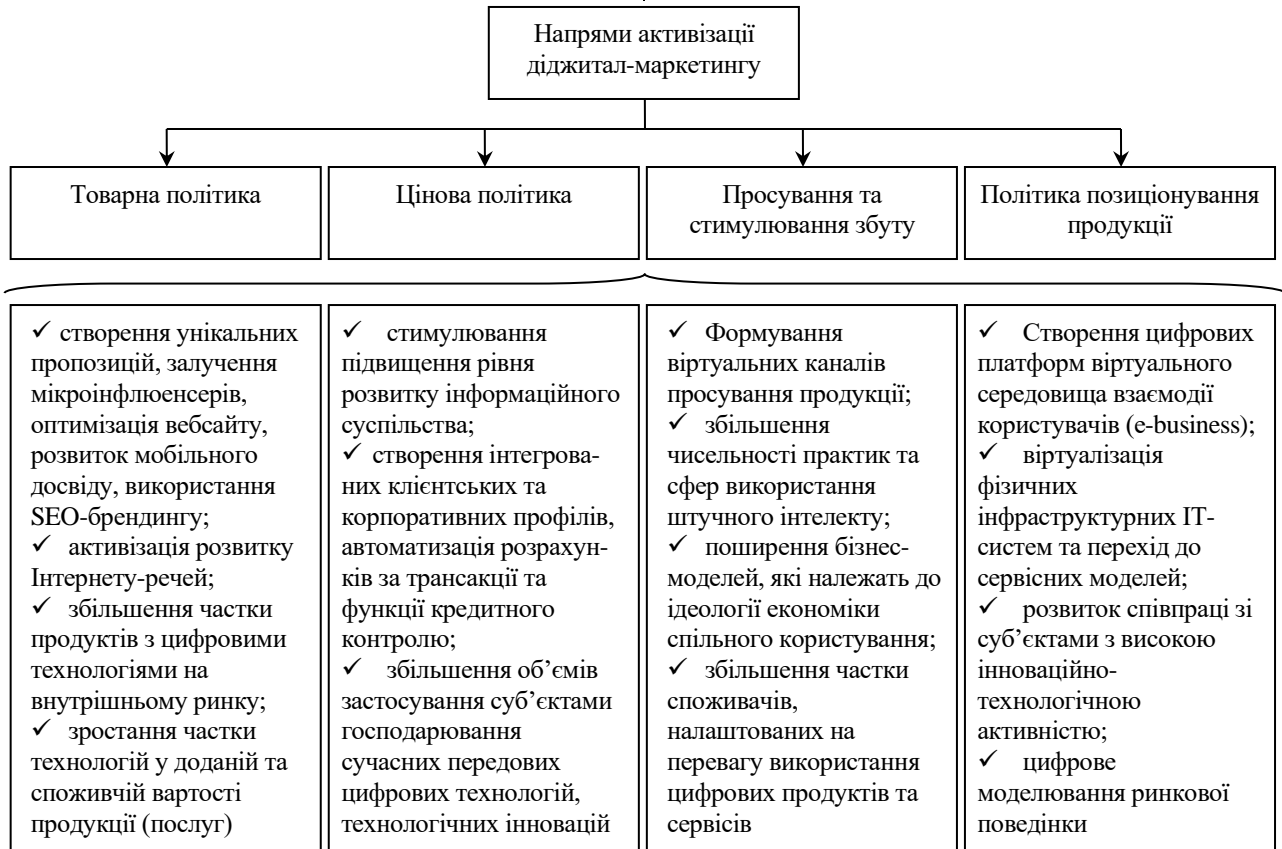 Напрями активізації
діджитал-маркетингу
Товарна політика
Цінова політика
Просування та
стимулювання збуту
Політика позиціонування
продукції
✓ створення унікальних
пропозицій, залучення
мікроінфлюенсерів,
оптимізація вебсайту,
розвиток мобільного
досвіду, використання
SEO-брендингу;
✓ активізація розвитку
Інтернету-речей;
✓ збільшення частки
продуктів з цифровими
технологіями на
внутрішньому ринку;
✓ зростання частки
технологій у доданій та
споживчій вартості
продукції (послуг)
✓ стимулювання
підвищення рівня
розвитку інформаційного
суспільства;
✓ створення інтегрова-
них клієнтських та
корпоративних профілів,
автоматизація розрахун-
ків за трансакції та
функції кредитного
контролю;
✓ збільшення об’ємів
застосування суб’єктами
господарювання
сучасних передових
цифрових технологій,
технологічних інновацій
✓ Формування
віртуальних каналів
просування продукції;
✓ збільшення
чисельності практик та
сфер використання
штучного інтелекту;
✓ поширення бізнес-
моделей, які належать до
ідеології економіки
спільного користування;
✓ збільшення частки
споживачів,
налаштованих на
перевагу використання
цифрових продуктів та
сервісів
✓ Створення цифрових
платформ віртуального
середовища взаємодії
користувачів (e-business);
✓ віртуалізація
фізичних
інфраструктурних ІТ-
систем та перехід до
сервісних моделей;
✓ розвиток співпраці зі
суб’єктами з високою
інноваційно-
технологічною
активністю;
✓ цифрове
моделювання ринкової
поведінки